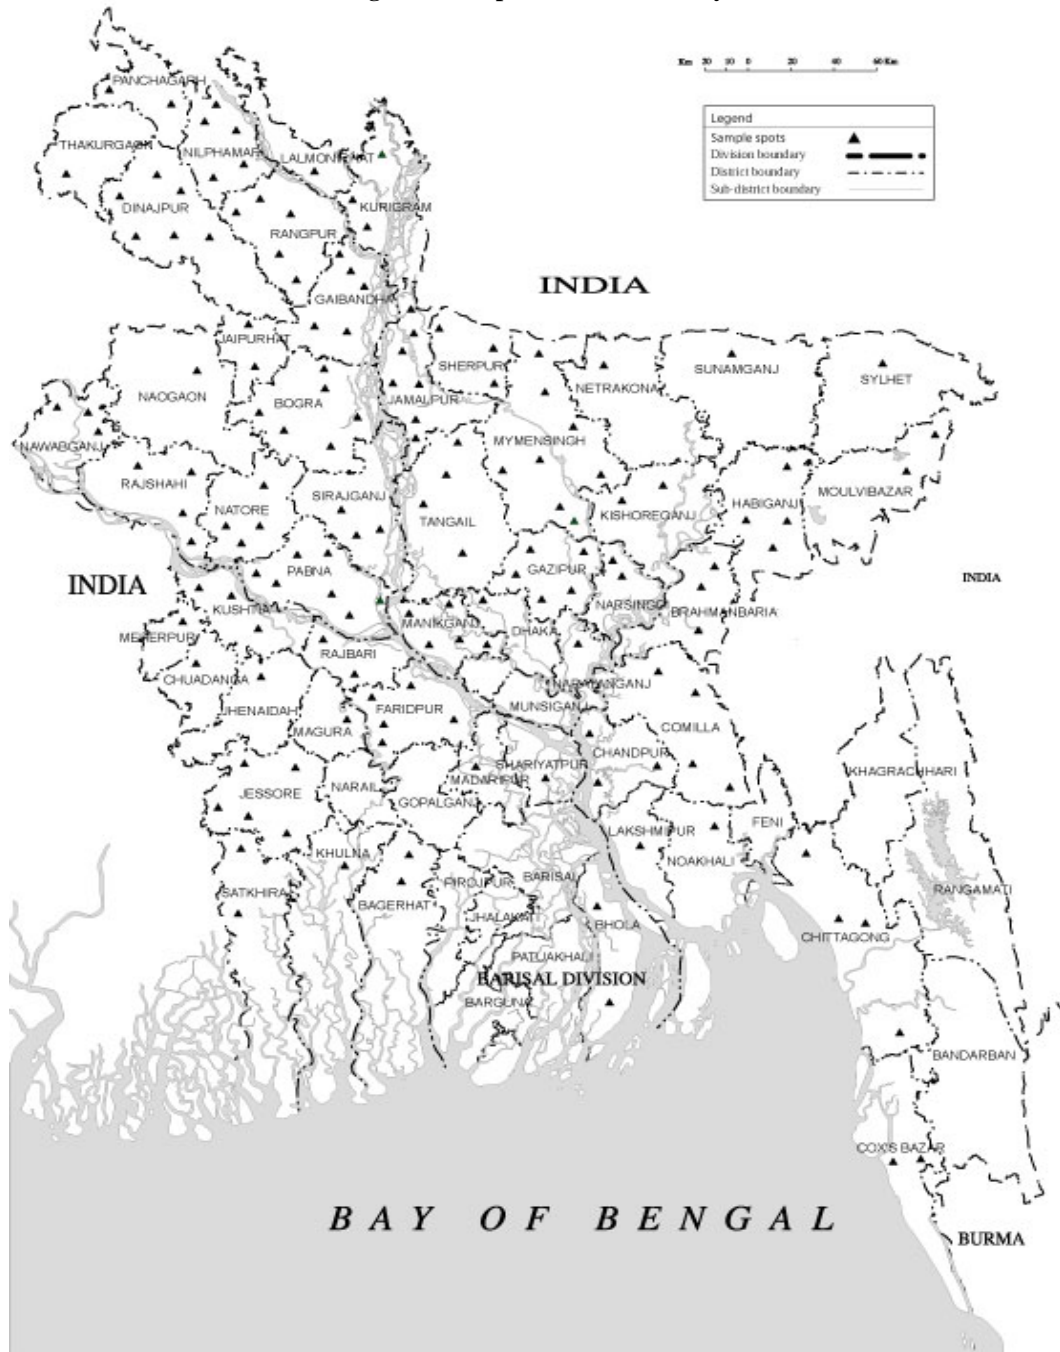 Km 20 10 0 20 40 60 Km
Legend
Sample spots
Division boundary
District boundary
Sub-district boundary
PANCHAGARH
THAKURGAON
NILPHAMARI
LALMONIRHAT
DINAJPUR
KURIGRAM
RANGPUR
INDIA
GAIBANDHA
JAIPURHAT
SHERPUR
SUNAMGANJ
SYLHET
NETRAKONA
NAOGAON
BOGRA
JAMALPUR
NAWABGANJ
MYMENSINGH
RAJSHAHI
SIRAJGANJ
MOULVIBAZAR
NATORE
HABIGANJ
KISHOREGANJ
TANGAIL
INDIA
PABNA
GAZIPUR
INDIA
KUSHTIA
NARSINGDI
BRAHMANBARIA
MEHERPUR
MANIKGANJ
DHAKA
RAJBARI
CHUADANGA
NARAYANGANJ
JHENAIDAH
FARIDPUR
MUNSIGANJ
MAGURA
COMILLA
CHANDPUR
SHARIYATPUR
KHAGRACHHARI
MADARIPUR
NARAIL
JESSORE
GOPALGANJ
FENI
LAKSHMIPUR
KHULNA
NOAKHALI
PIROJPUR
BARISAL
SATKHIRA
RANGAMATI
BAGERHAT
JHALAKATI
BHOLA
CHITTAGONG
PATUAKHALI
BARISAL DIVISION
BARGUNA
BANDARBAN
COX'S BAZAR
BAY OF BENGAL
BURMA